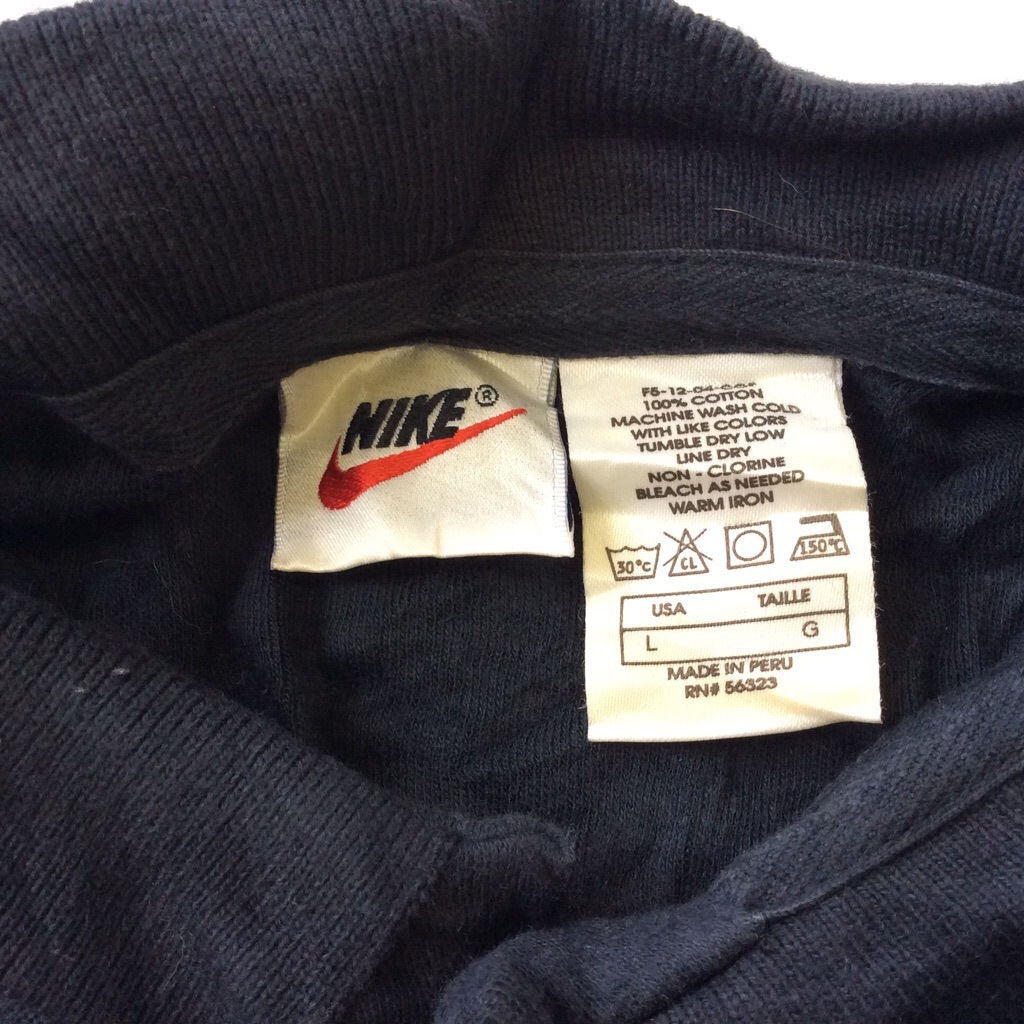 NIKE®
100% COTTON
MACHINE WASH COLD
WITH LIKE COLORS
TUMBLE DRY LOW
LINE DRY
NON - CLORINE
BLEACH AS NEEDED
WARM IRON
30°C CL 150°C
USA TAILLE
L G
MADE IN PERU
RN# 56323